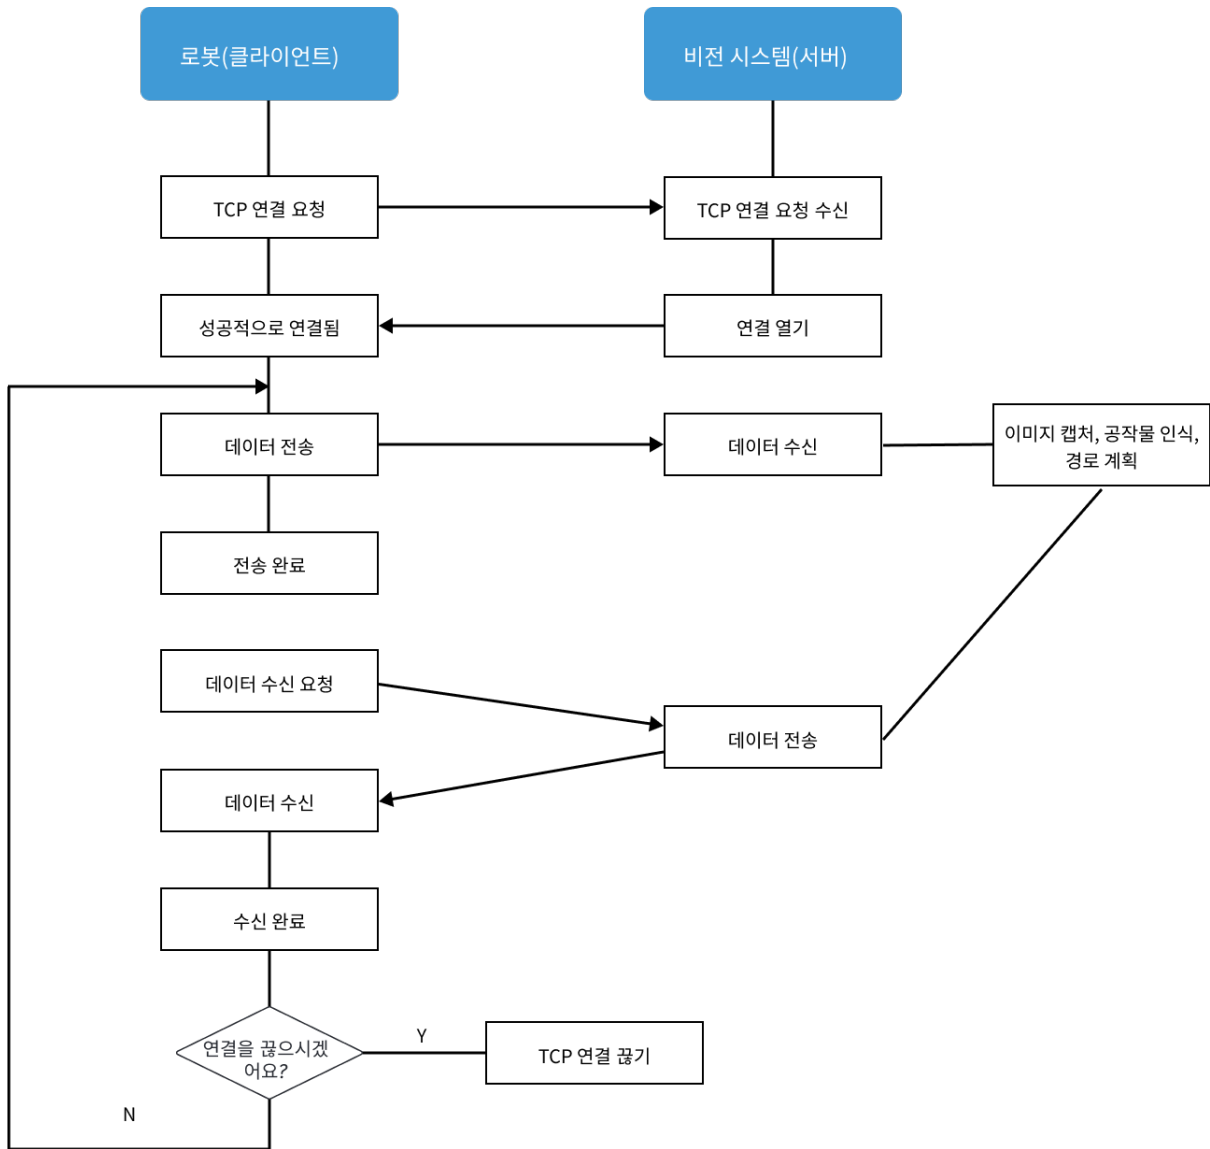 로봇(클라이언트)
비전 시스템(서버)
TCP 연결 요청
TCP 연결 요청 수신
성공적으로 연결됨
연결 열기
데이터 전송
데이터 수신
이미지 캡처, 공작물 인식,
경로 계획
전송 완료
데이터 수신 요청
데이터 전송
데이터 수신
수신 완료
연결을 끊으시겠
어요?
Y
TCP 연결 끊기
N